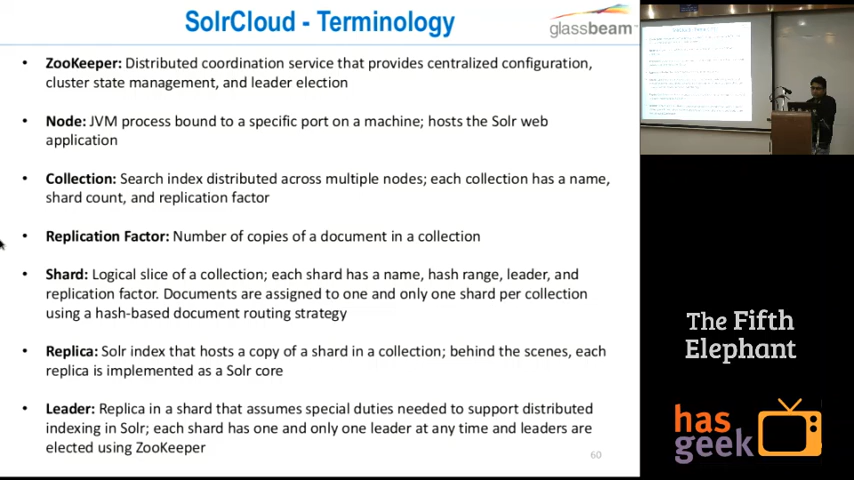 SolrCloud - Terminology
glassbeam
• ZooKeeper: Distributed coordination service that provides centralized configuration,
cluster state management, and leader election
• Node: JVM process bound to a specific port on a machine; hosts the Solr web
application
• Collection: Search index distributed across multiple nodes; each collection has a name,
shard count, and replication factor
• Replication Factor: Number of copies of a document in a collection
• Shard: Logical slice of a collection; each shard has a name, hash range, leader, and
replication factor. Documents are assigned to one and only one shard per collection
using a hash-based document routing strategy
• Replica: Solr index that hosts a copy of a shard in a collection; behind the scenes, each
replica is implemented as a Solr core
• Leader: Replica in a shard that assumes special duties needed to support distributed
indexing in Solr; each shard has one and only one leader at any time and leaders are
elected using ZooKeeper
60
The Fifth
Elephant
has
geek